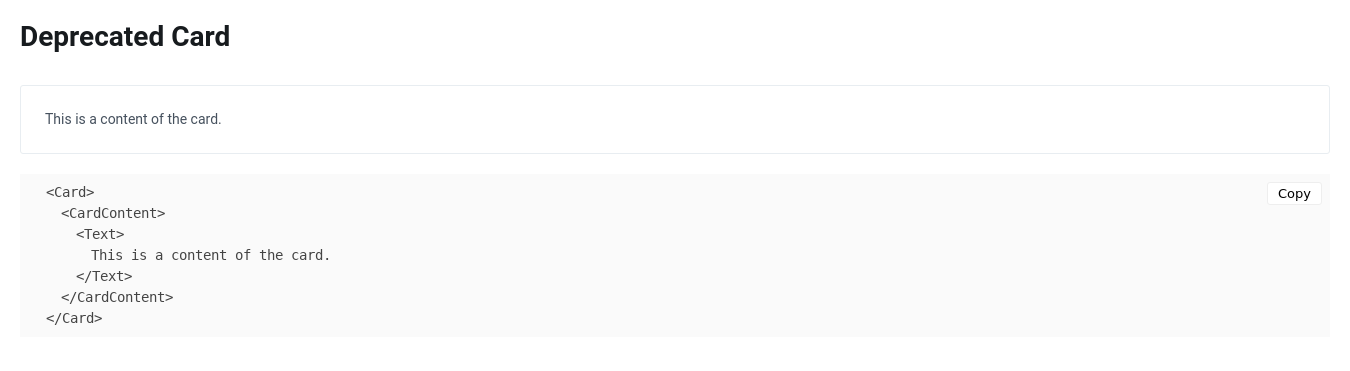 Deprecated Card
This is a content of the card.
<Card>
<CardContent>
<Text>
This is a content of the card.
</Text>
</CardContent>
</Card>
Copy